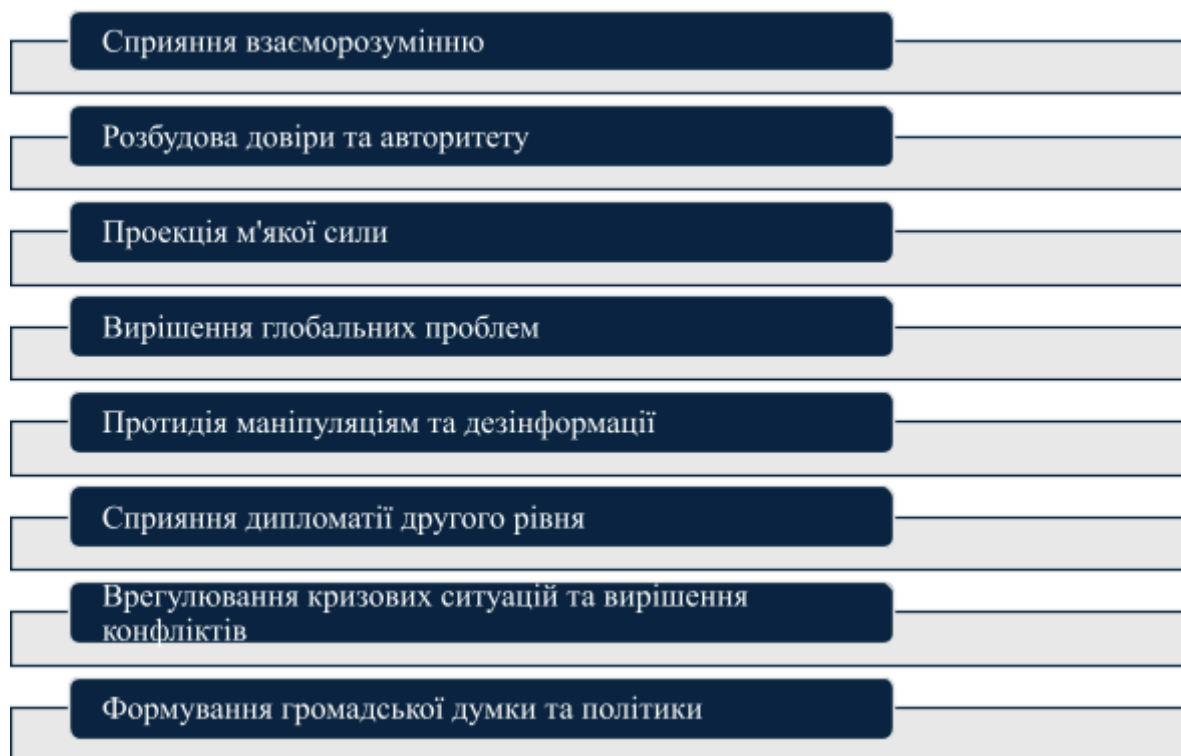 Сприяння взаєморозумінню
Розбудова довіри та авторитету
Проекція м'якої сили
Вирішення глобальних проблем
Протидія маніпуляціям та дезінформації
Сприяння дипломатії другого рівня
Врегулювання кризових ситуацій та вирішення
конфліктів
Формування громадської думки та політики